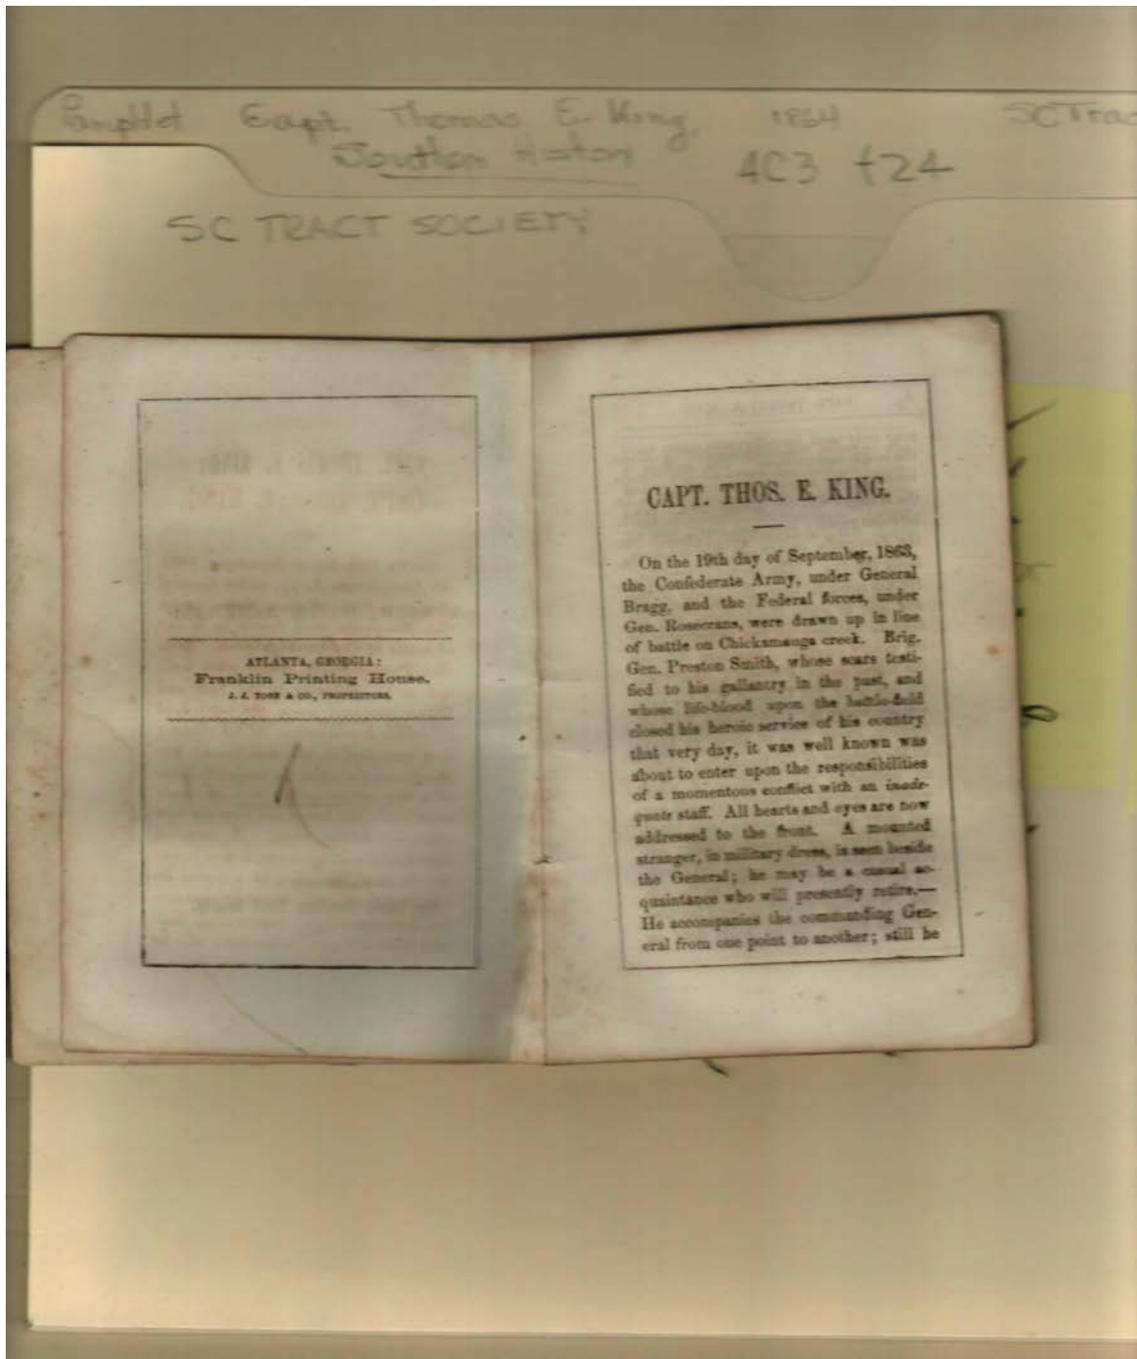 Pamphlet Capt. Thomas E. King, 1864 SC Trac
Southern
4C3 t24
SC TRACT SOCIETY
ATLANTA, GEORGIA:
Franklin Printing House.
J. J. TOON & CO., PROPRIETORS.
CAPT. THOS. E. KING.
On the 19th day of September, 1863,
the Confederate Army, under General
Bragg, and the Federal forces, under
Gen. Rosecrans, were drawn up in line
of battle on Chickamauga creek. Brig.
Gen. Preston Smith, whose scars testi-
fied to his gallantry in the past, and
whose life-blood upon the battle-field
closed his heroic service of his country
that very day, it was well known was
about to enter upon the responsibilities
of a momentous conflict with an inade-
quate staff. All hearts and eyes are now
addressed to the front. A mounted
stranger, in military dress, is seen beside
the General; he may be a casual ac-
quaintance who will presently retire.—
He accompanies the commanding Gen-
eral from one point to another; still he